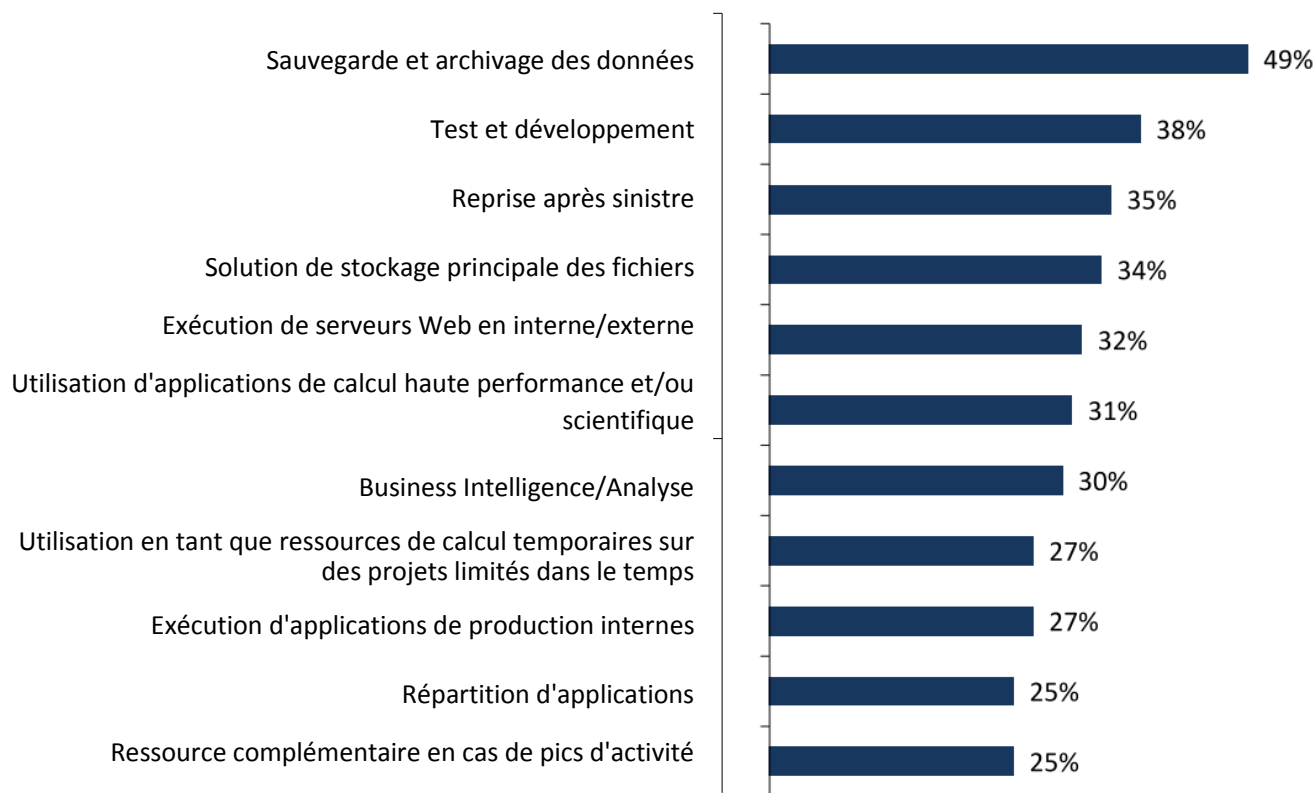 Sauvegarde et archivage des données 49%
Test et développement 38%
Reprise après sinistre 35%
Solution de stockage principale des fichiers 34%
Exécution de serveurs Web en interne/externe 32%
Utilisation d'applications de calcul haute performance et/ou
scientifique 31%
Business Intelligence/Analyse 30%
Utilisation en tant que ressources de calcul temporaires sur
des projets limités dans le temps 27%
Exécution d'applications de production internes 27%
Répartition d'applications 25%
Ressource complémentaire en cas de pics d'activité 25%